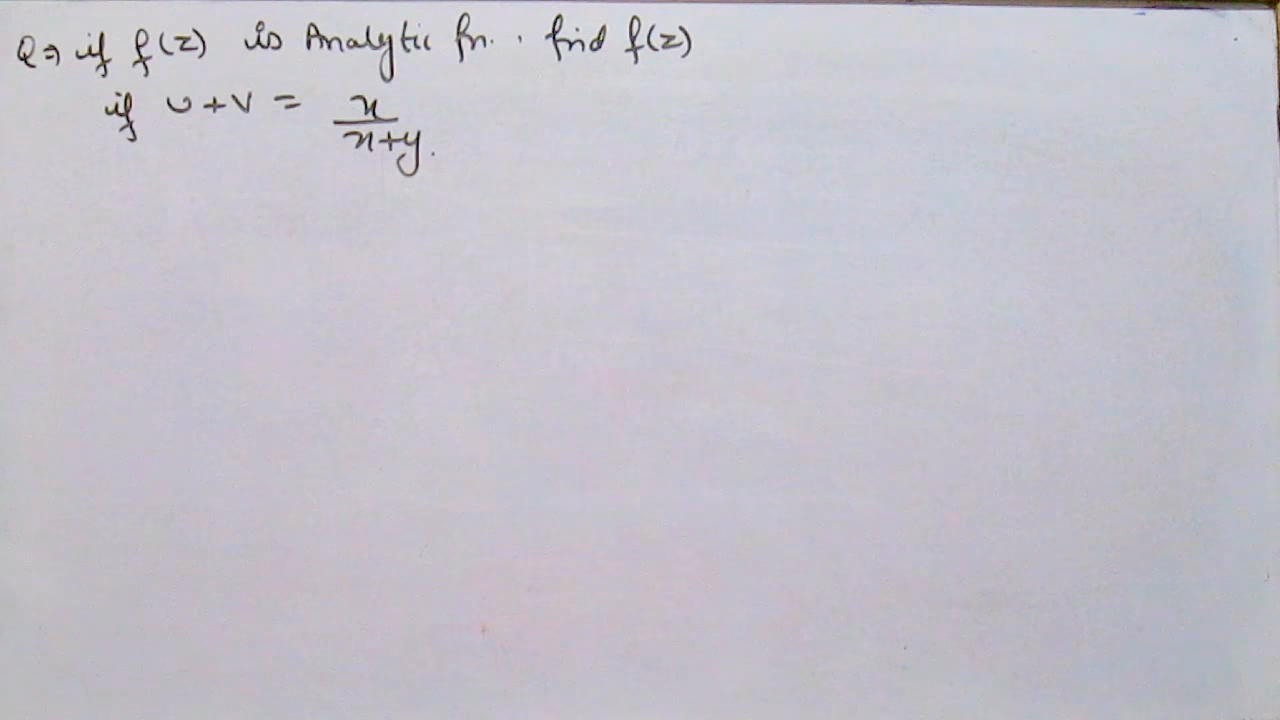 Q⇒ if f(z) is Analytic fn. . find f(z)
if u+v = x/x+y.